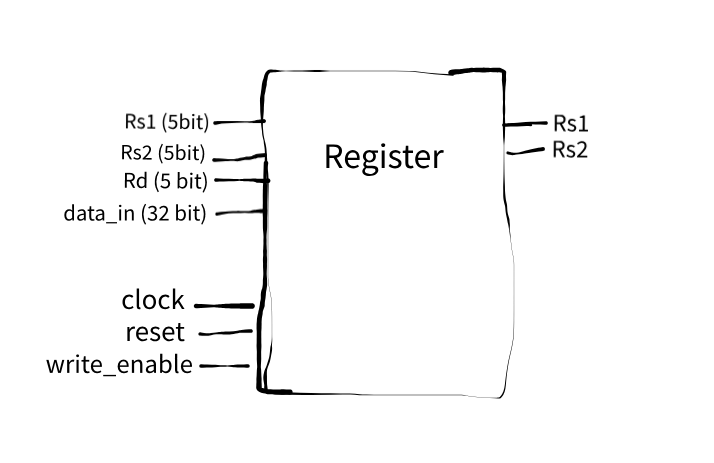 Rs1 (5bit)
Rs2 (5bit)
Rd (5 bit)
data_in (32 bit)
clock
reset
write_enable
Register
Rs1
Rs2